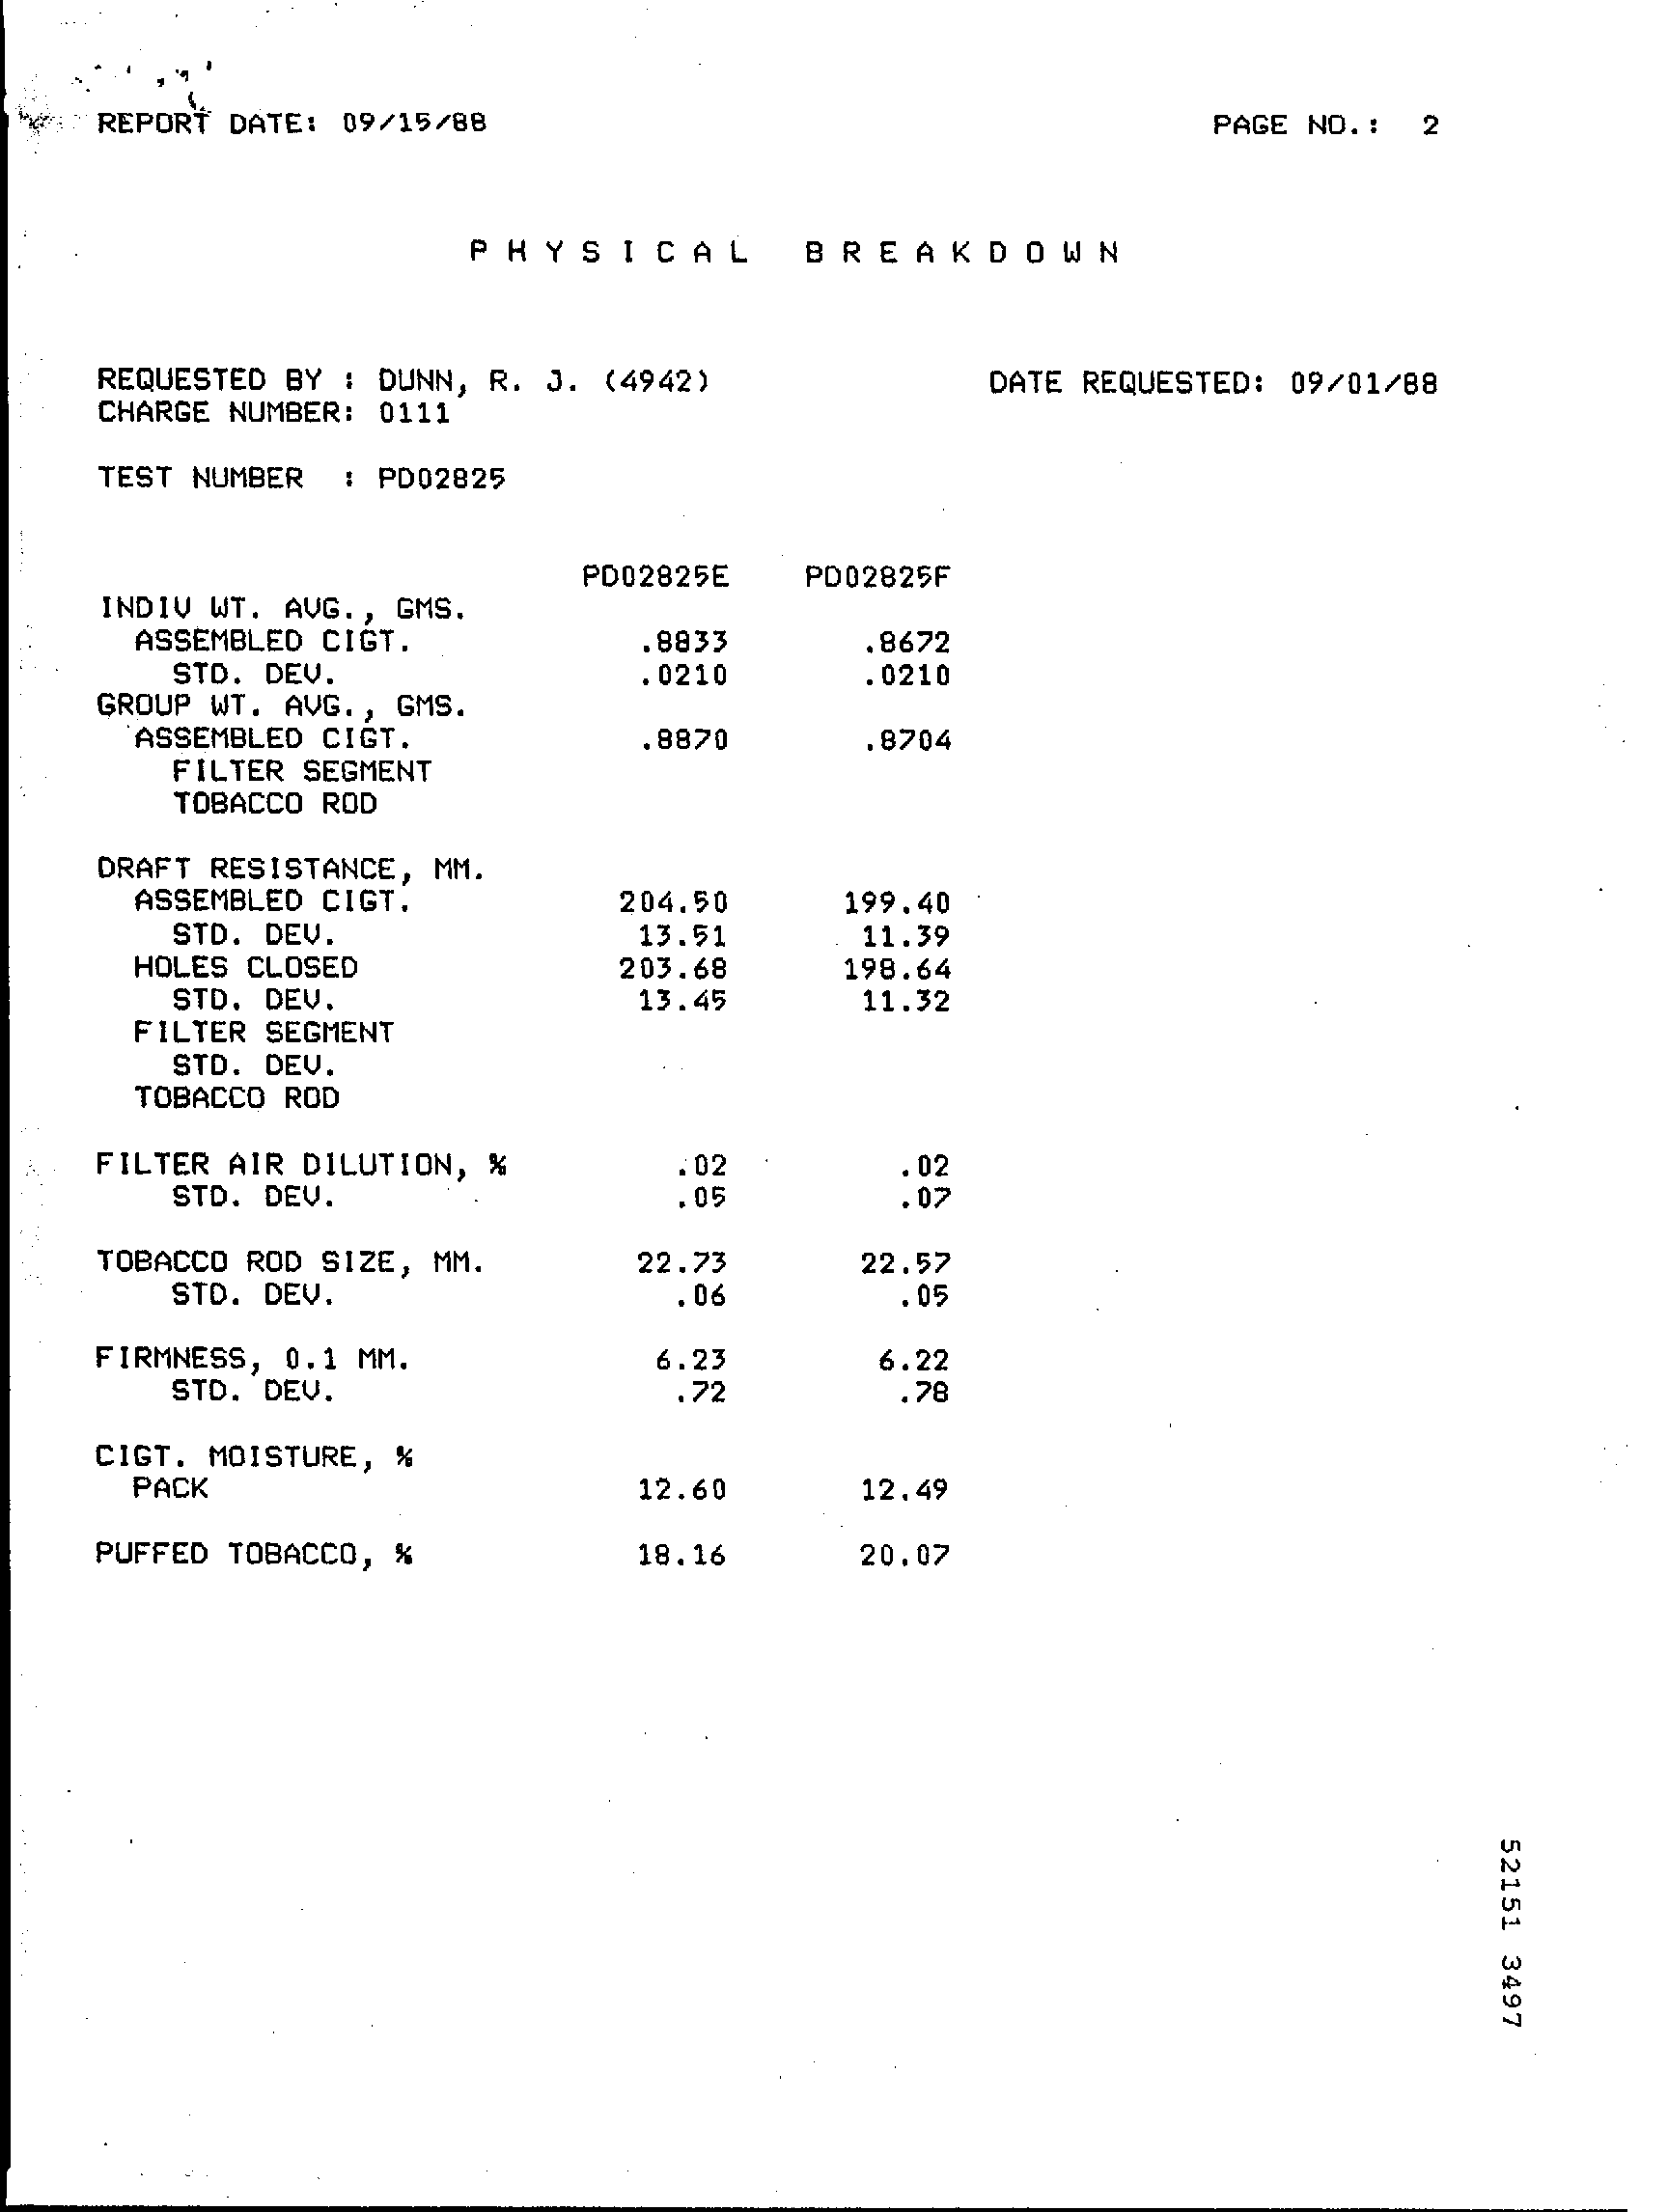 REPORT DATE: 09/15/88 PAGE NO.: 2
PHYSICAL BREAKDOWN
REQUESTED BY : DUNN, R. J. (4942) DATE REQUESTED: 09/01/88
CHARGE NUMBER: 0111
TEST NUMBER : PD02825
PD02825E PD02825F
INDIV WT. AVG., GMS.
ASSEMBLED CIGT. .8833 .8672
STD. DEV. .0210 .0210
GROUP WT. AVG., GMS.
ASSEMBLED CIGT. .8870 .8704
FILTER SEGMENT
TOBACCO ROD
DRAFT RESISTANCE, MM.
ASSEMBLED CIGT. 204.50 199.40
STD. DEV. 13.51 11.39
HOLES CLOSED 203.68 198.64
STD. DEV. 13.45 11.32
FILTER SEGMENT
STD. DEV.
TOBACCO ROD
FILTER AIR DILUTION, % .02 .02
STD. DEV. .05 .07
TOBACCO ROD SIZE, MM. 22.73 22.57
STD. DEV. .06 .05
FIRMNESS, 0.1 MM. 6.23 6.22
STD. DEV. .72 .78
CIGT. MOISTURE, %
PACK 12.60 12.49
PUFFED TOBACCO, % 18.16 20.07
52151 3497